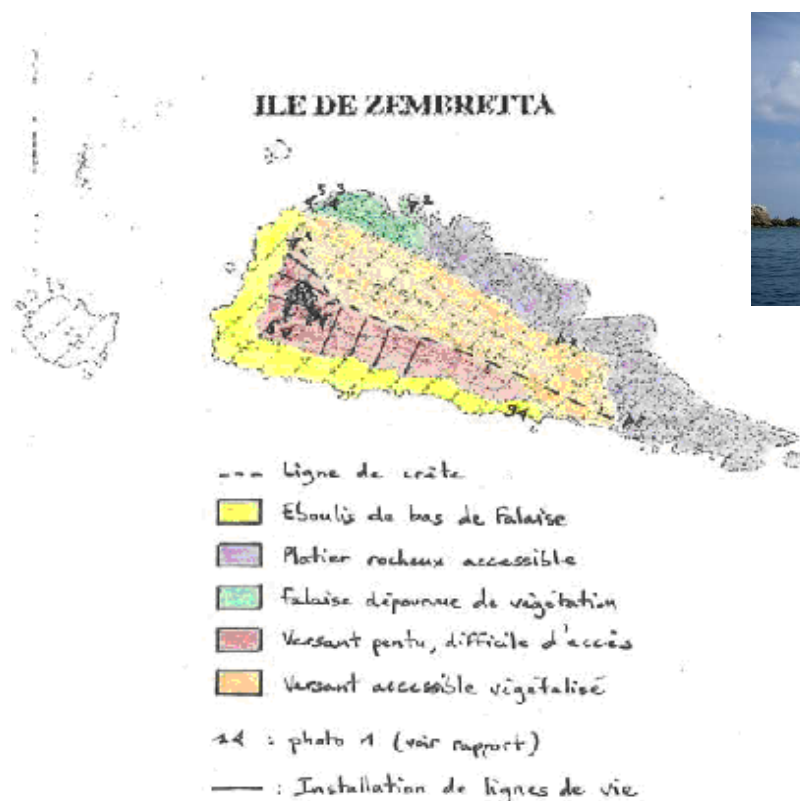 ILE DE ZEMBRETTA
Ligne de crête
Eboulis de bas de Falaise
Platier rocheux accessible
Falaise dépourvue de végétation
Versant pentu, difficile d'accès
Versant accessible végétalisé
: photo 1 (voir rapport)
: Installation de lignes de vie